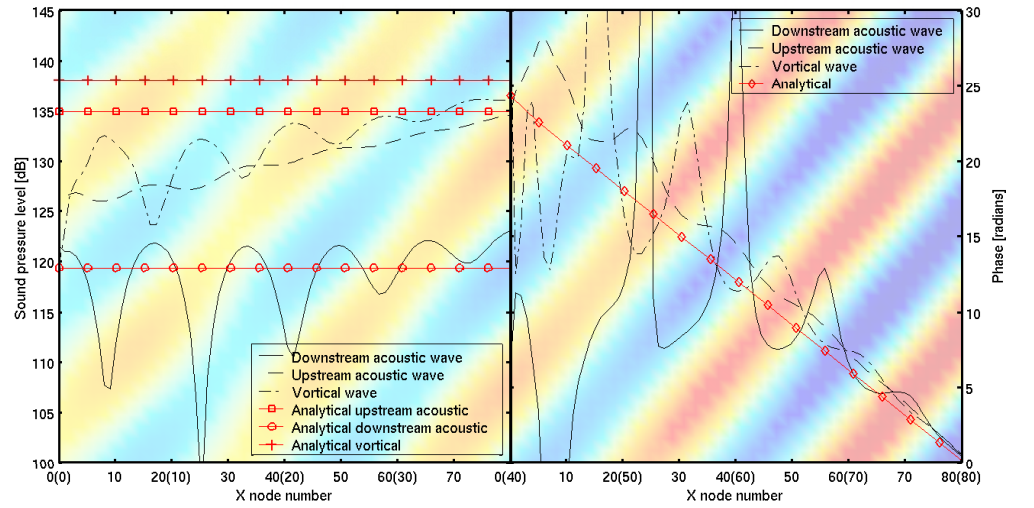 145
140
135
130
125
120
115
110
105
100
Sound pressure level [dB]
Downstream acoustic wave
Upstream acoustic wave
Vortical wave
Analytical upstream acoustic
Analytical downstream acoustic
Analytical vortical
0(0) 10 20(10) 30 40(20) 50 60(30) 70 0(40)
X node number
Downstream acoustic wave
Upstream acoustic wave
Vortical wave
Analytical
10 20(50) 30 40(60) 50 60(70) 70 80(80)
X node number
30
25
20
15
10
5
0
Phase [radians]